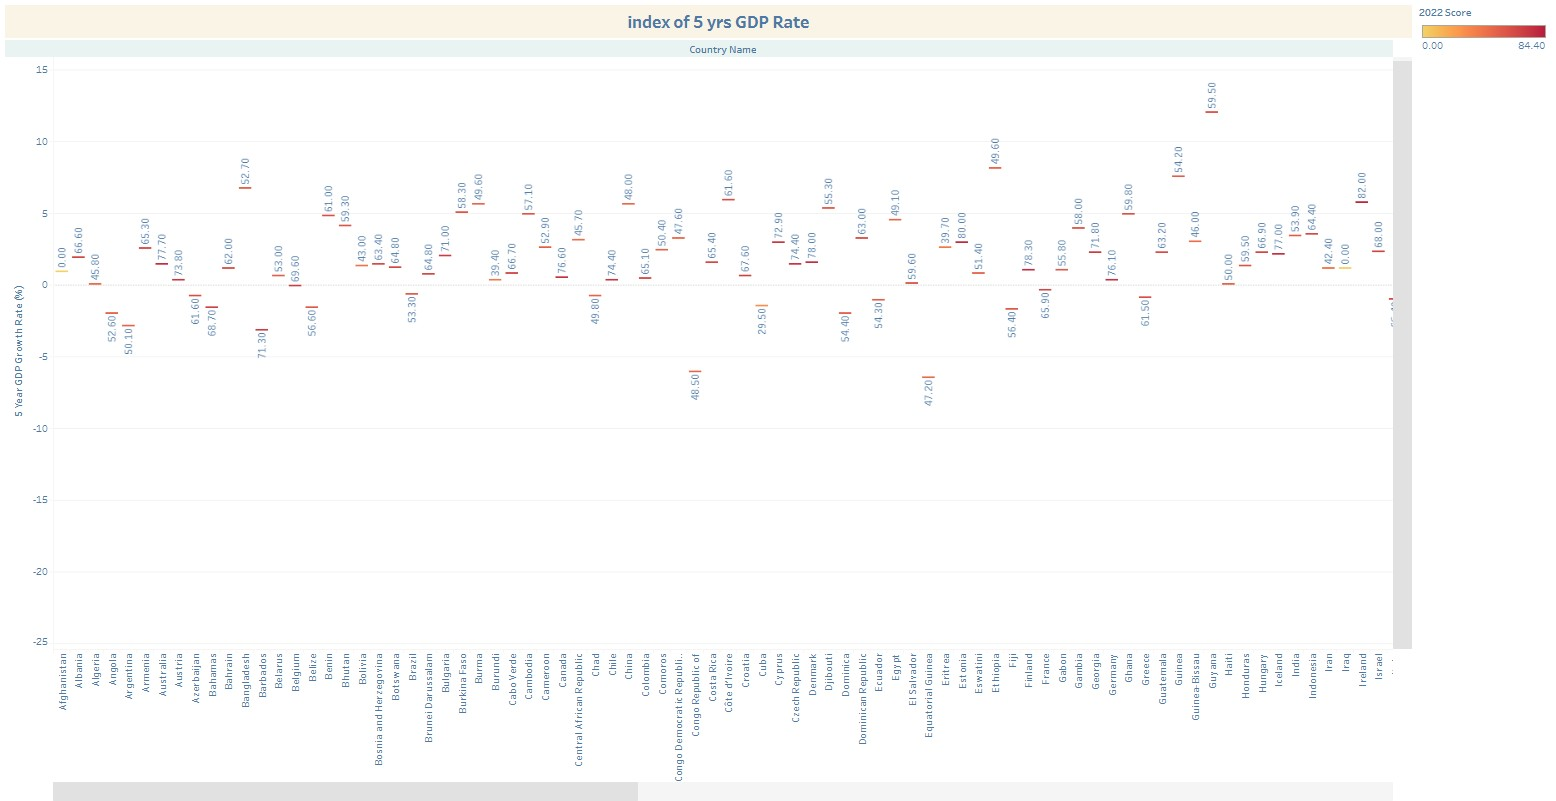 index of 5 yrs GDP Rate
Country Name
2022 Score
0.00
84.40
5 Year GDP Growth Rate (%)
15
10
5
0
-5
-10
-15
-20
-25
0.00
66.60
45.80
52.60
50.10
65.30
77.70
73.80
61.60
68.70
62.00
52.70
71.30
53.00
69.60
56.60
61.00
59.30
43.00
63.40
64.80
53.30
64.80
71.00
58.30
49.60
39.40
66.70
57.10
52.90
76.60
45.70
49.80
74.40
48.00
65.10
50.40
47.60
48.50
65.40
61.60
67.60
29.50
72.90
74.40
78.00
55.30
54.40
63.00
54.30
49.10
59.60
47.20
39.70
80.00
51.40
49.60
56.40
78.30
65.90
55.80
58.00
71.80
76.10
59.80
61.50
63.20
54.20
46.00
59.50
50.00
59.50
66.90
77.00
53.90
64.40
42.40
0.00
82.00
68.00
Afghanistan
Albania
Algeria
Angola
Argentina
Armenia
Australia
Austria
Azerbaijan
Bahamas
Bahrain
Bangladesh
Barbados
Belarus
Belgium
Belize
Benin
Bhutan
Bolivia
Bosnia and Herzegovina
Botswana
Brazil
Brunei Darussalam
Bulgaria
Burkina Faso
Burma
Burundi
Cabo Verde
Cambodia
Cameroon
Canada
Central African Republic
Chad
Chile
China
Colombia
Comoros
Congo Democratic Republi..
Congo Republic of
Costa Rica
Côte d'Ivoire
Croatia
Cuba
Cyprus
Czech Republic
Denmark
Djibouti
Dominica
Dominican Republic
Ecuador
Egypt
El Salvador
Equatorial Guinea
Eritrea
Estonia
Eswatini
Ethiopia
Fiji
Finland
France
Gabon
Gambia
Georgia
Germany
Ghana
Greece
Guatemala
Guinea
Guinea-Bissau
Guyana
Haiti
Honduras
Hungary
Iceland
India
Indonesia
Iran
Iraq
Ireland
Israel